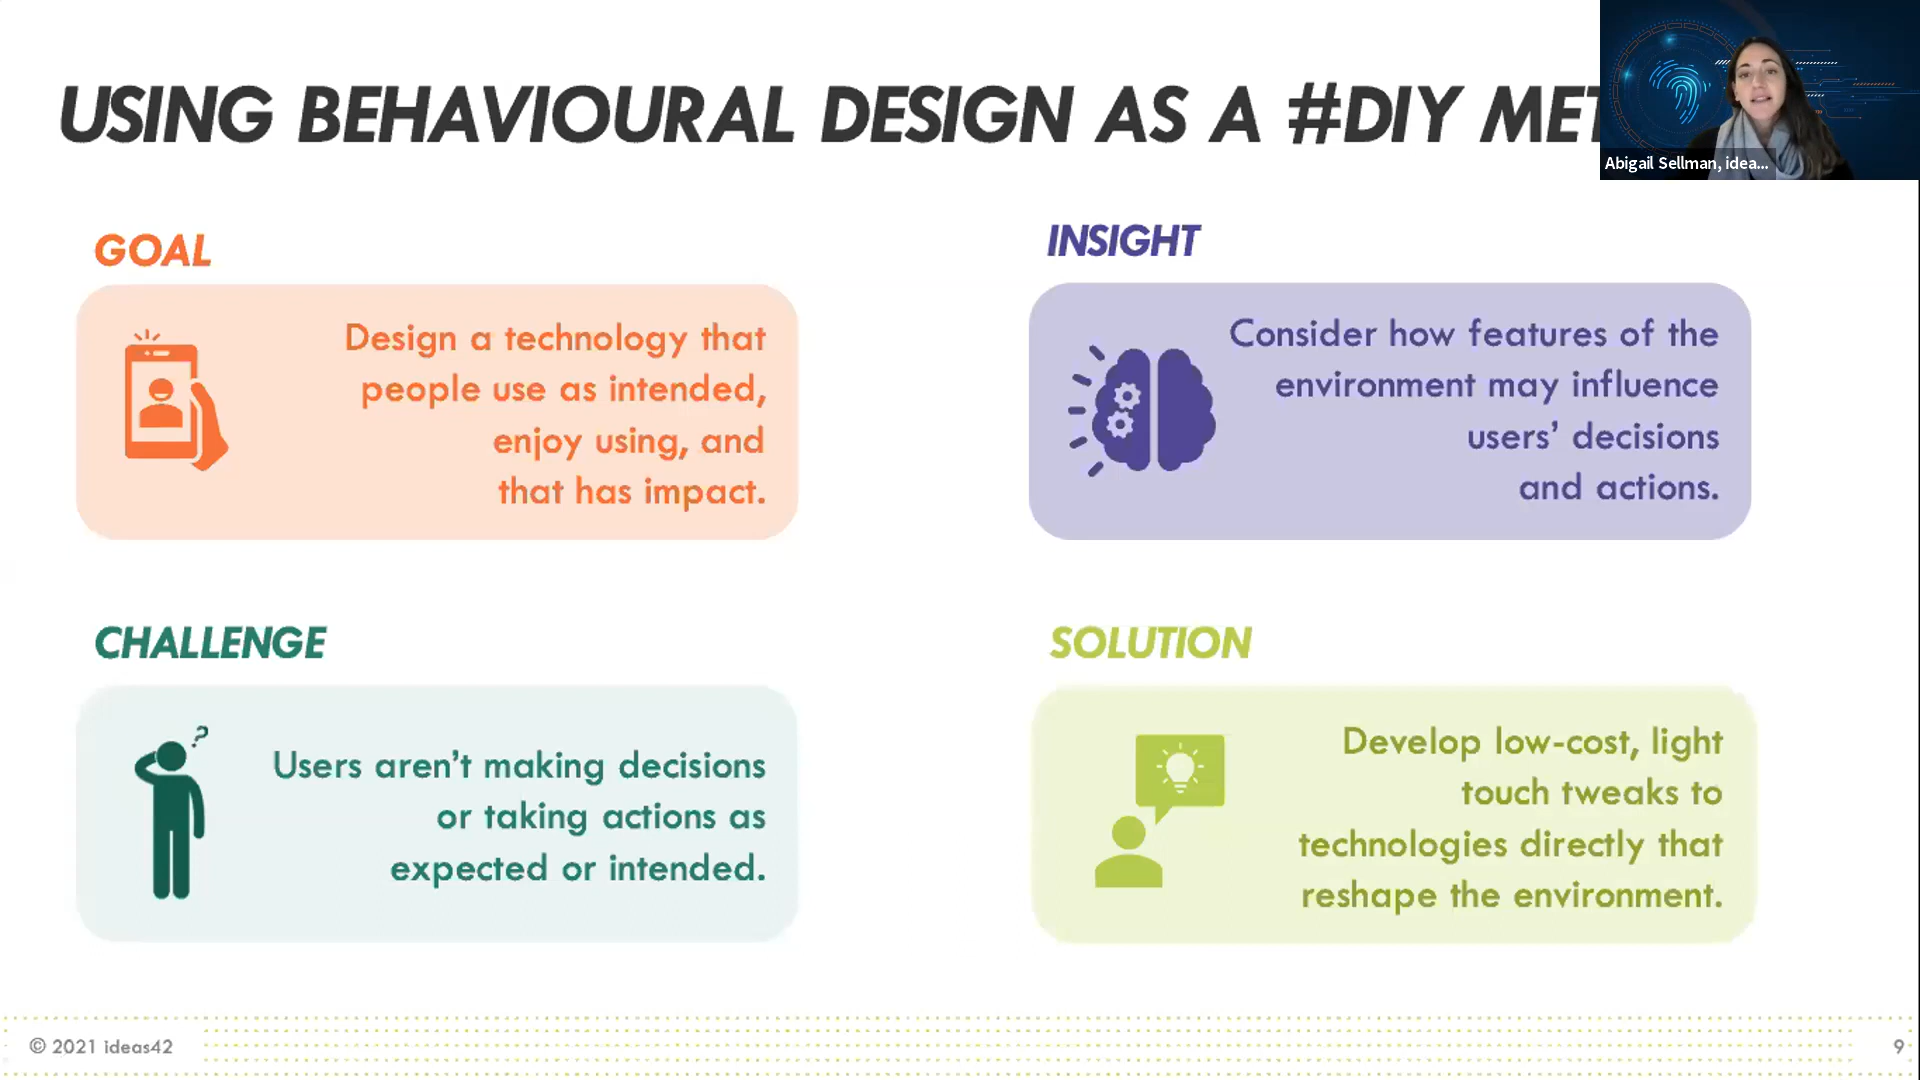 USING BEHAVIOURAL DESIGN AS A #DIY
Abigail Sellman, idea...
GOAL
Design a technology that
people use as intended,
enjoy using, and
that has impact.
INSIGHT
Consider how features of the
environment may influence
users’ decisions
and actions.
CHALLENGE
?
Users aren’t making decisions
or taking actions as
expected or intended.
SOLUTION
Develop low-cost, light
touch tweaks to
technologies directly that
reshape the environment.
© 2021 ideas42
9